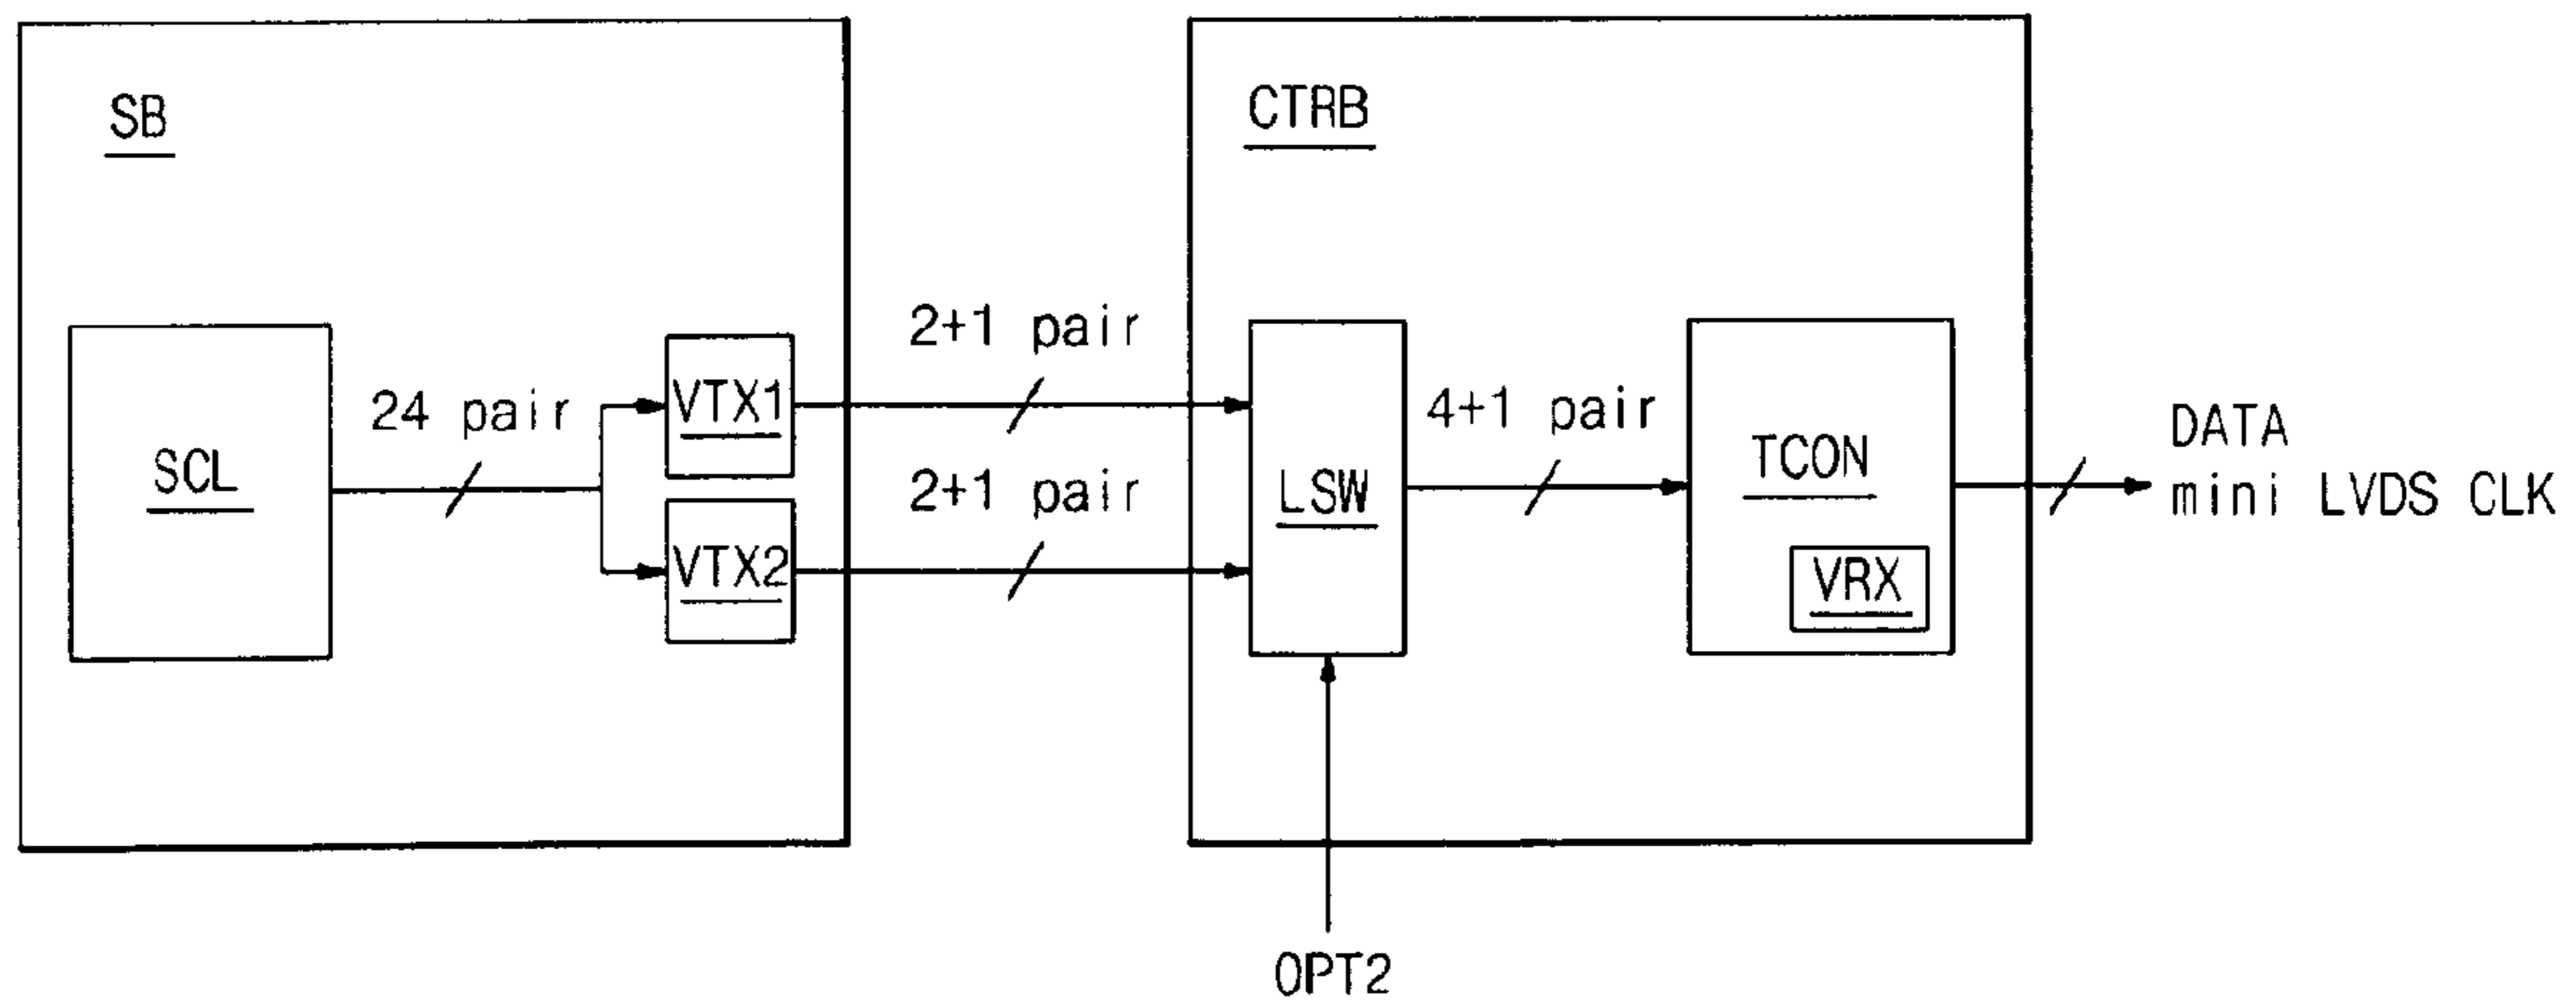 SB
CTRB
2+1 pair
24 pair
VTX1
4+1 pair
SCL
2+1 pair
LSW
TCON
DATA
mini LVDS CLK
VTX2
VRX
OPT2